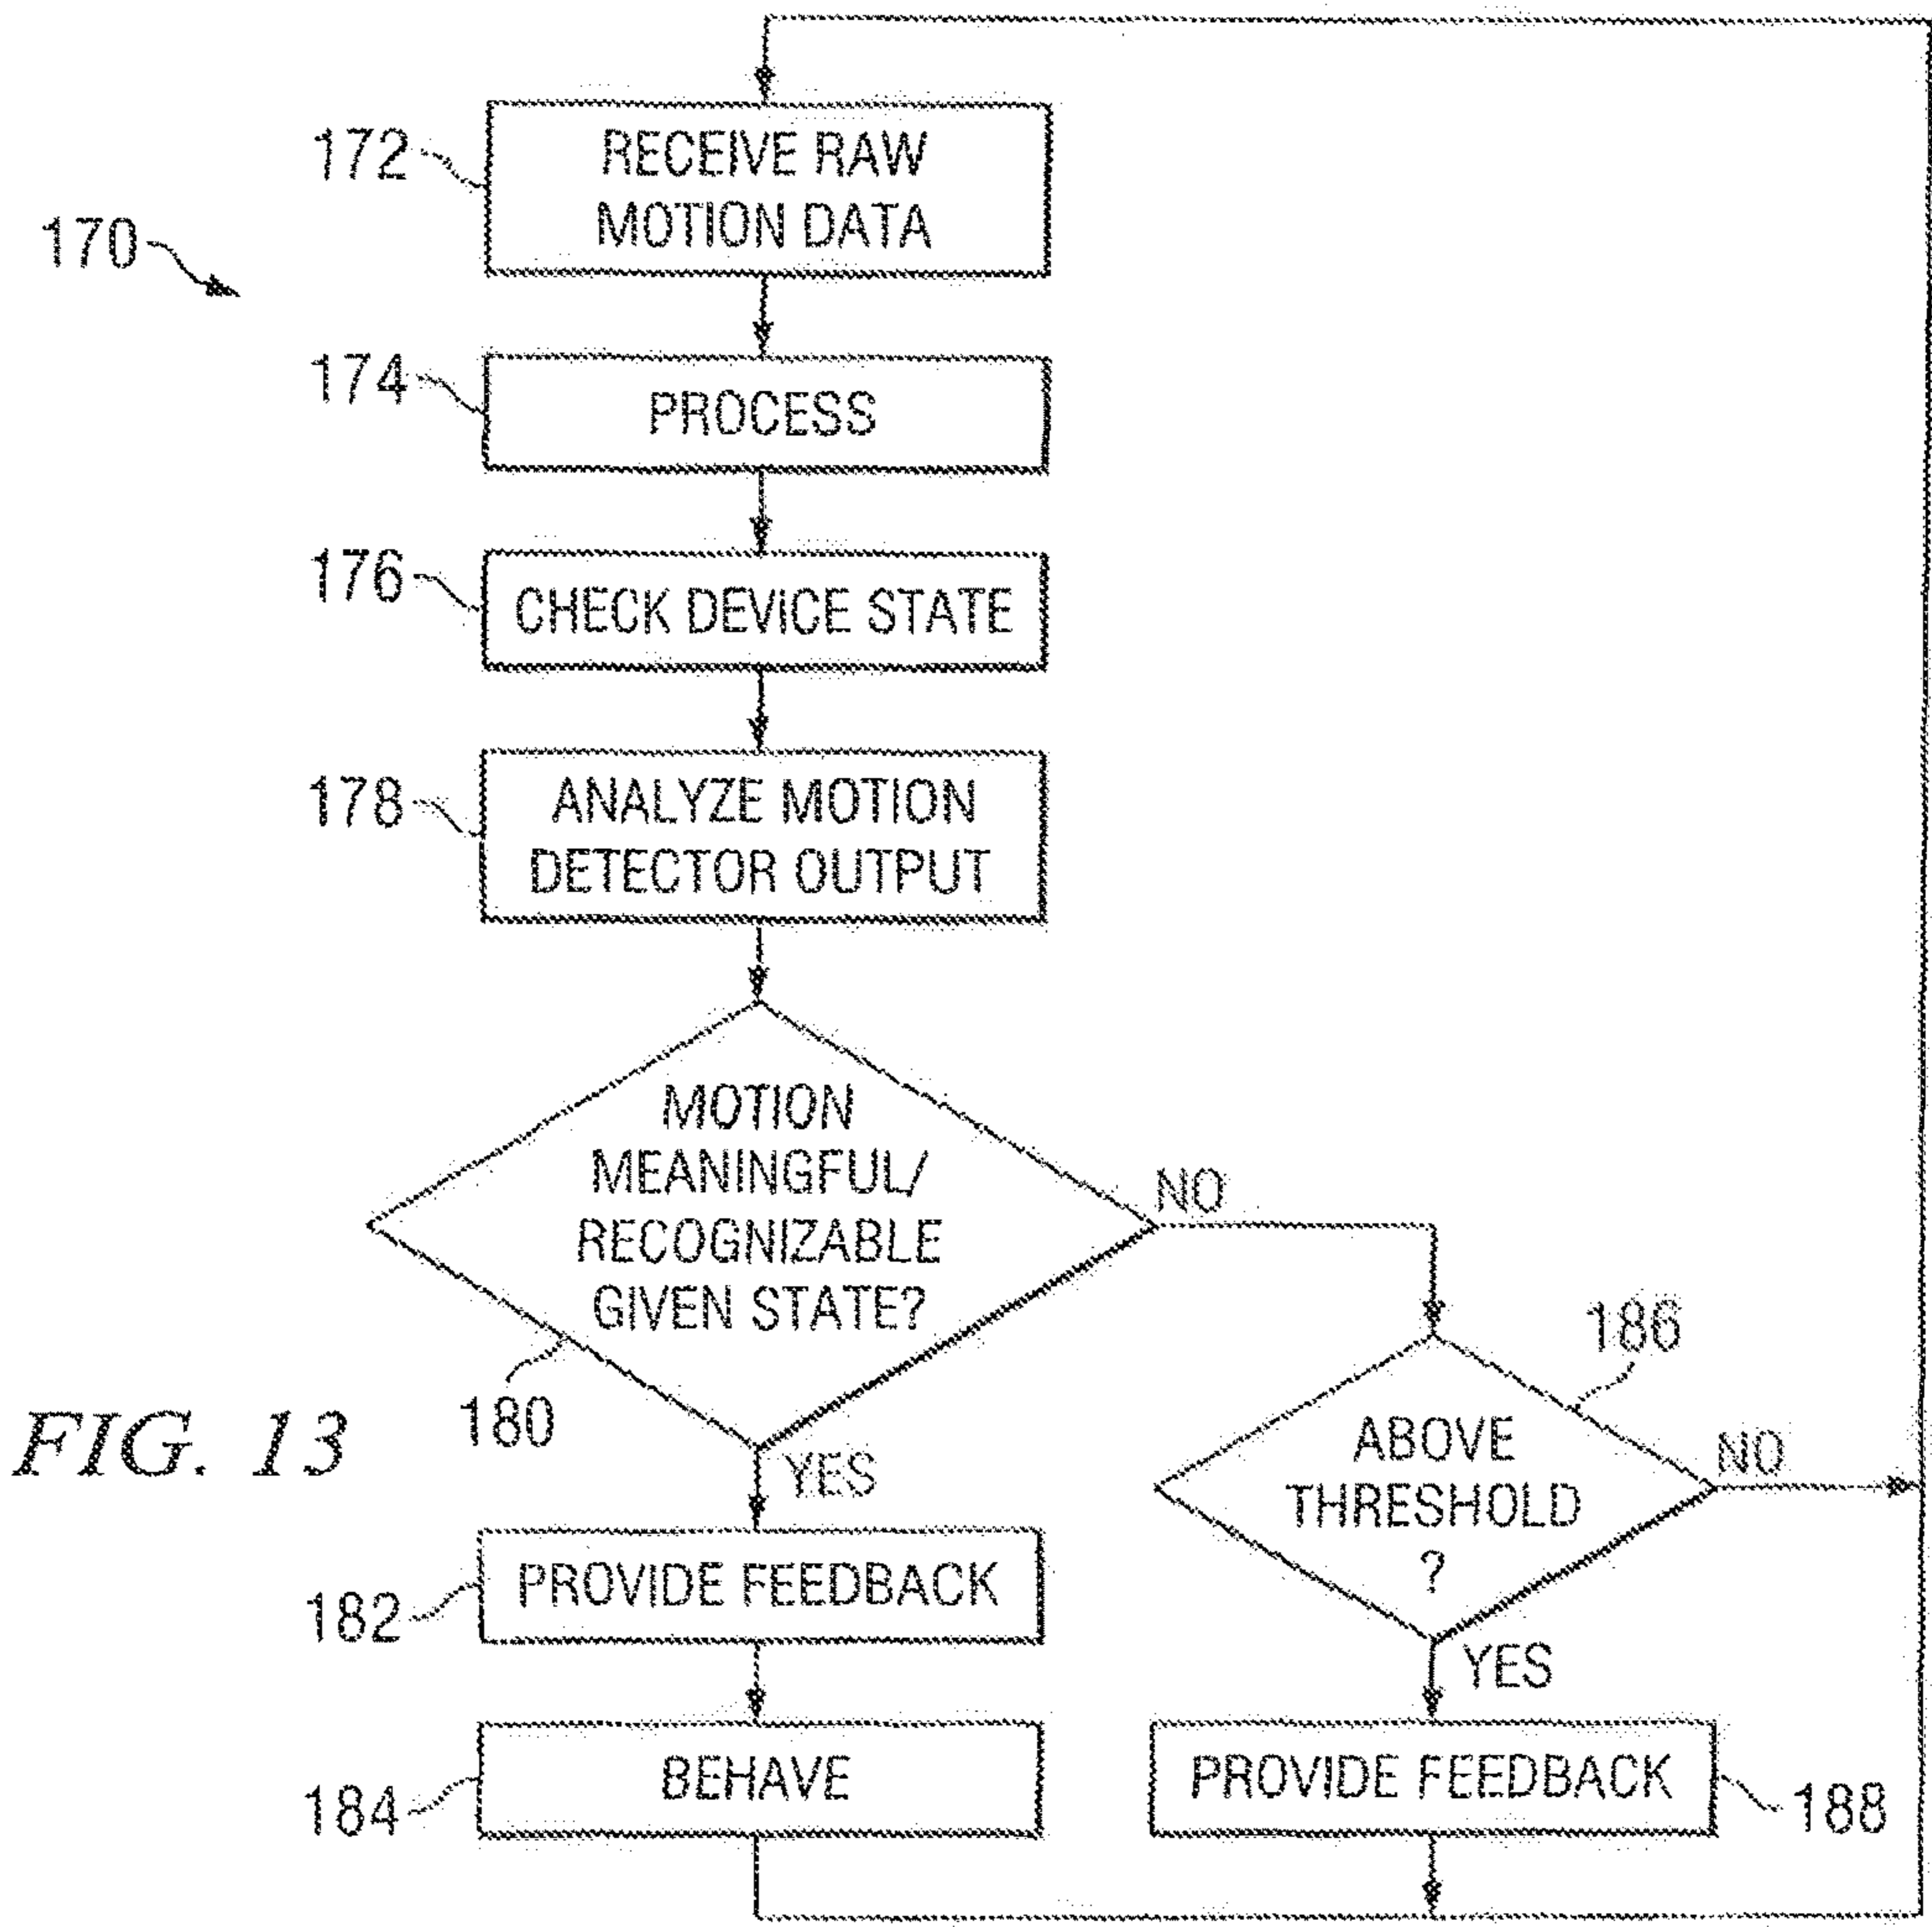 172
RECEIVE RAW
MOTION DATA
170
174
PROCESS
176
CHECK DEVICE STATE
178
ANALYZE MOTION
DETECTOR OUTPUT
MOTION
MEANINGFUL/
RECOGNIZABLE
GIVEN STATE?
NO
180
YES
186
ABOVE
THRESHOLD
?
NO
YES
FIG. 13
182
PROVIDE FEEDBACK
184
BEHAVE
PROVIDE FEEDBACK
188